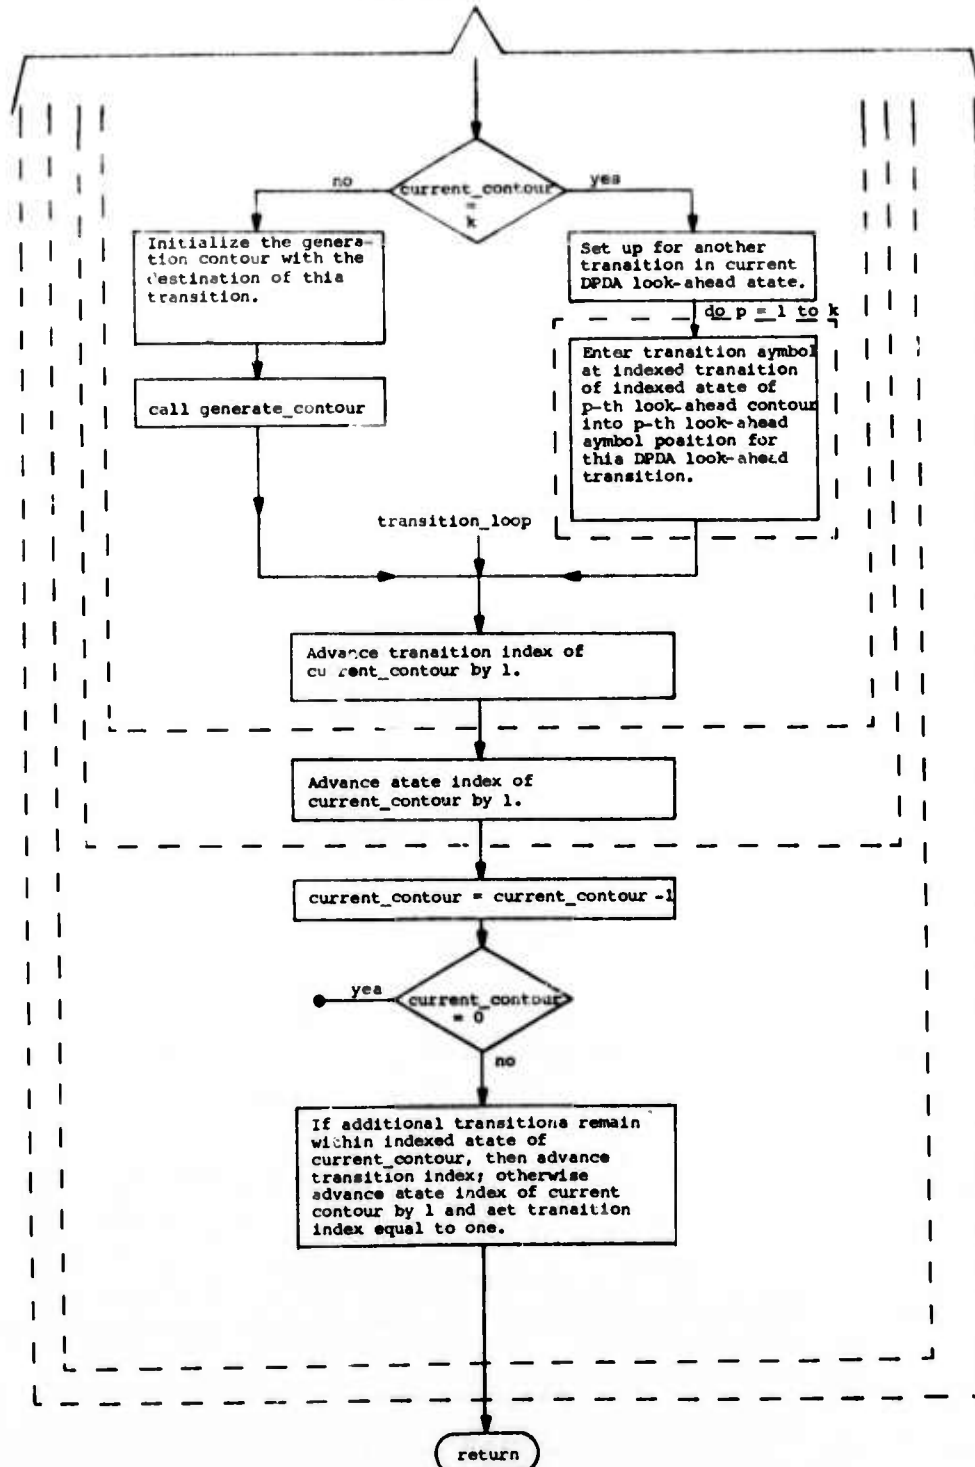 no
current_contour
=
k
yes
Initialize the genera-
tion contour with the
destination of this
transition.
Set up for another
transition in current
DPDA look-ahead state.
do p = 1 to k
Enter transition symbol
at indexed transition
of indexed state of
p-th look-ahead contour
into p-th look-ahead
symbol position for
this DPDA look-ahead
transition.
call generate_contour
transition_loop
Advance transition index of
current_contour by 1.
Advance state index of
current_contour by 1.
current_contour = current_contour -1
yes
current_contour
= 0
no
If additional transitions remain
within indexed state of
current_contour, then advance
transition index; otherwise
advance state index of current
contour by 1 and set transition
index equal to one.
return